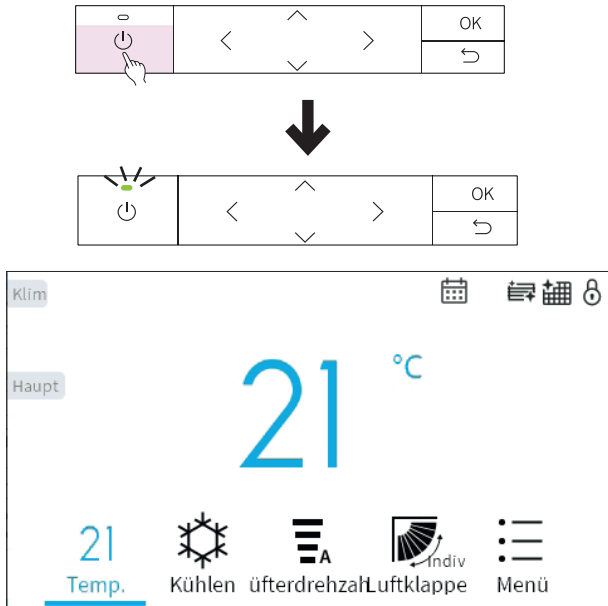 OK
OK
Klim
Haupt
21 °C
21
A
Indiv
Temp. Kühlen üfterdrehzah Luftklappe Menü